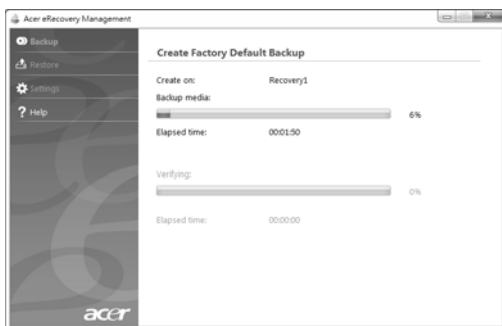 Acer eRecovery Management
Backup
Restore
Settings
Help
Create Factory Default Backup
Create on: Recovery1
Backup media:
6%
Elapsed time: 00:01:50
Verifying:
0%
Elapsed time: 00:00:00
acer